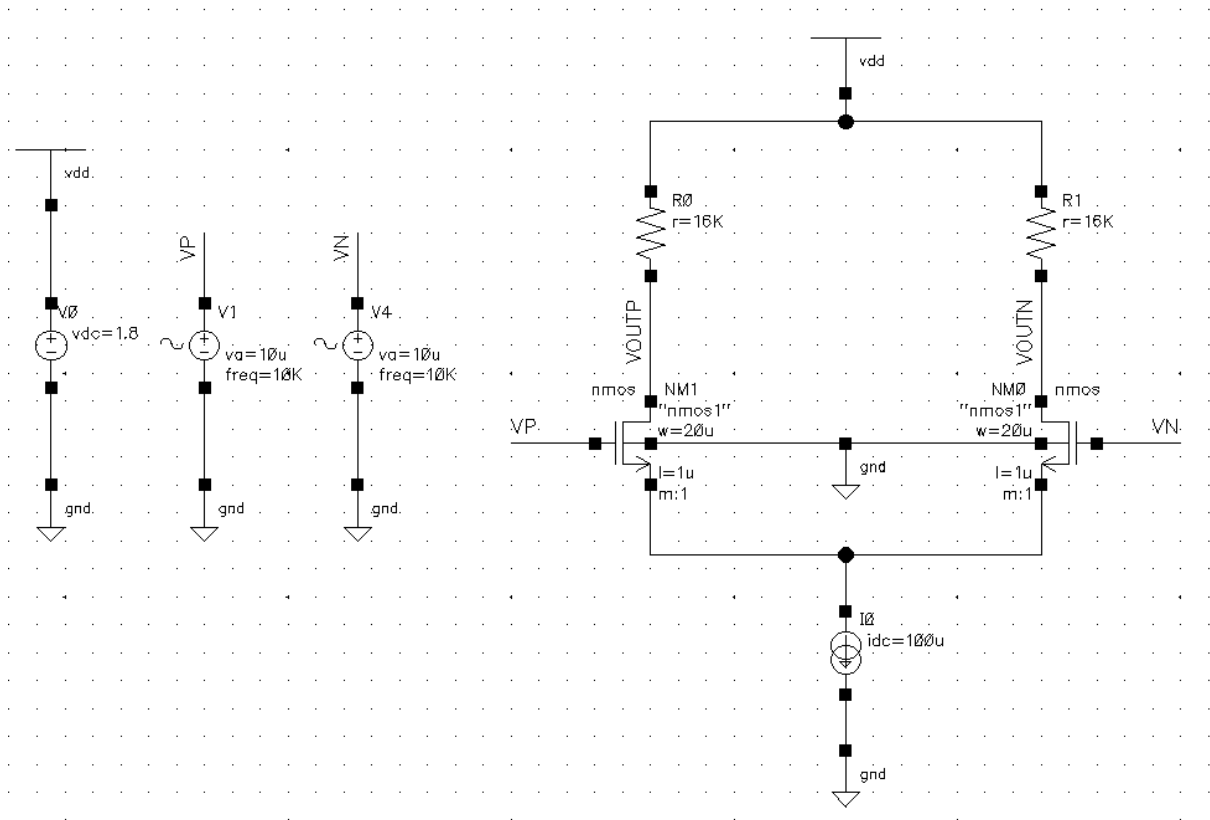 vdd
vdd
VP
VN
V0
vdc=1.8
V1
va=10u
freq=10K
V4
va=10u
freq=10K
gnd
gnd
gnd
R0
r=16K
R1
r=16K
VOUTP
VOUTN
nmos
NM1
"nmos1"
w=20u
l=1u
m:1
NM0
nmos
"nmos1"
w=20u
l=1u
m:1
VP
VN
gnd
I0
idc=100u
gnd